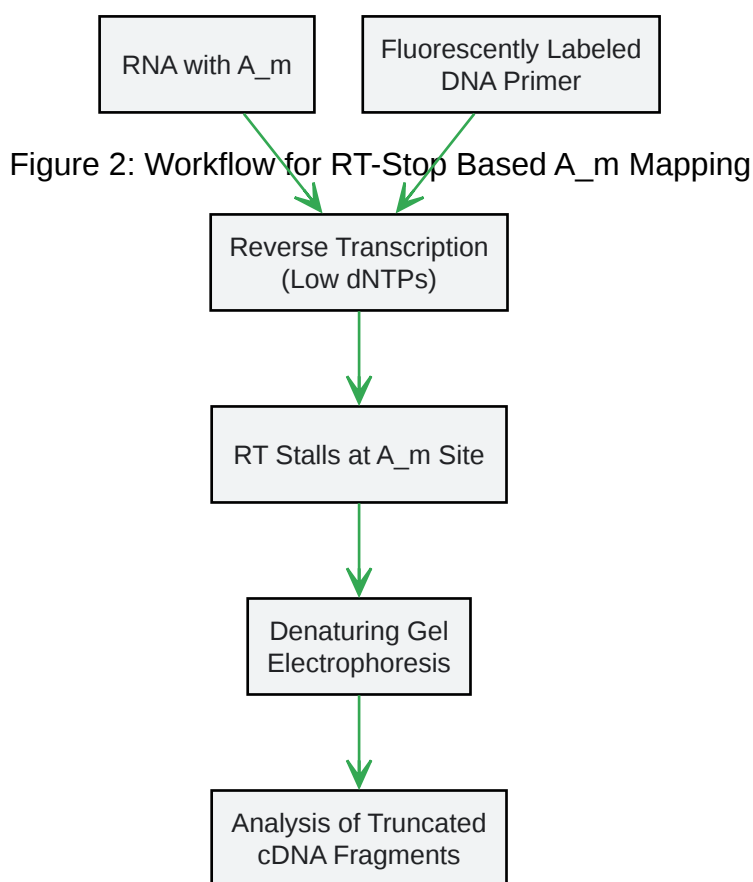 RNA with A_m
Fluorescently Labeled
DNA Primer
Figure 2: Workflow for RT-Stop Based A_m Mapping
Reverse Transcription
(Low dNTPs)
RT Stalls at A_m Site
Denaturing Gel
Electrophoresis
Analysis of Truncated
cDNA Fragments